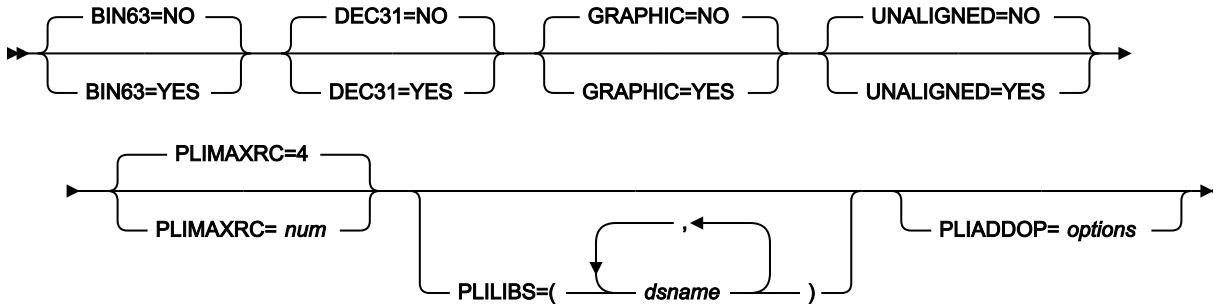 BIN63=NO DEC31=NO GRAPHIC=NO UNALIGNED=NO
BIN63=YES DEC31=YES GRAPHIC=YES UNALIGNED=YES
PLIMAXRC=4
PLIMAXRC= num PLIADDOP= options
,
PLILIBS=( dsname )